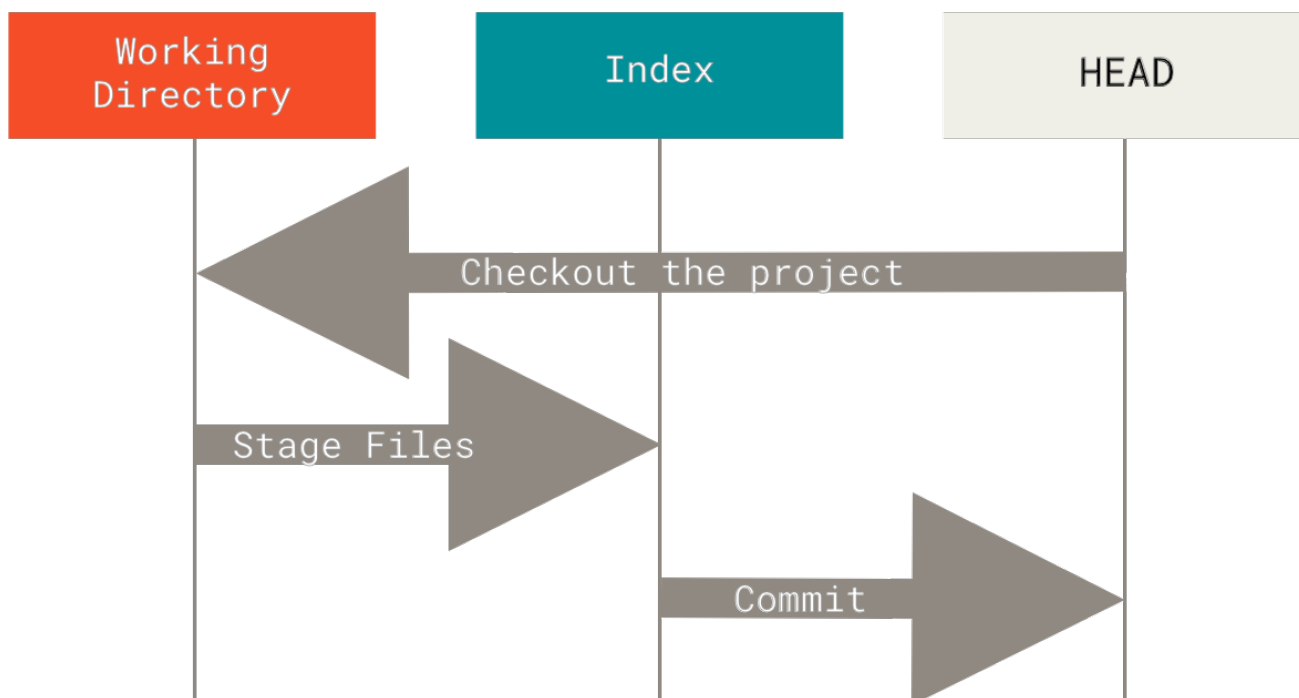 Working
Directory
Index
HEAD
Checkout the project
Stage Files
Commit